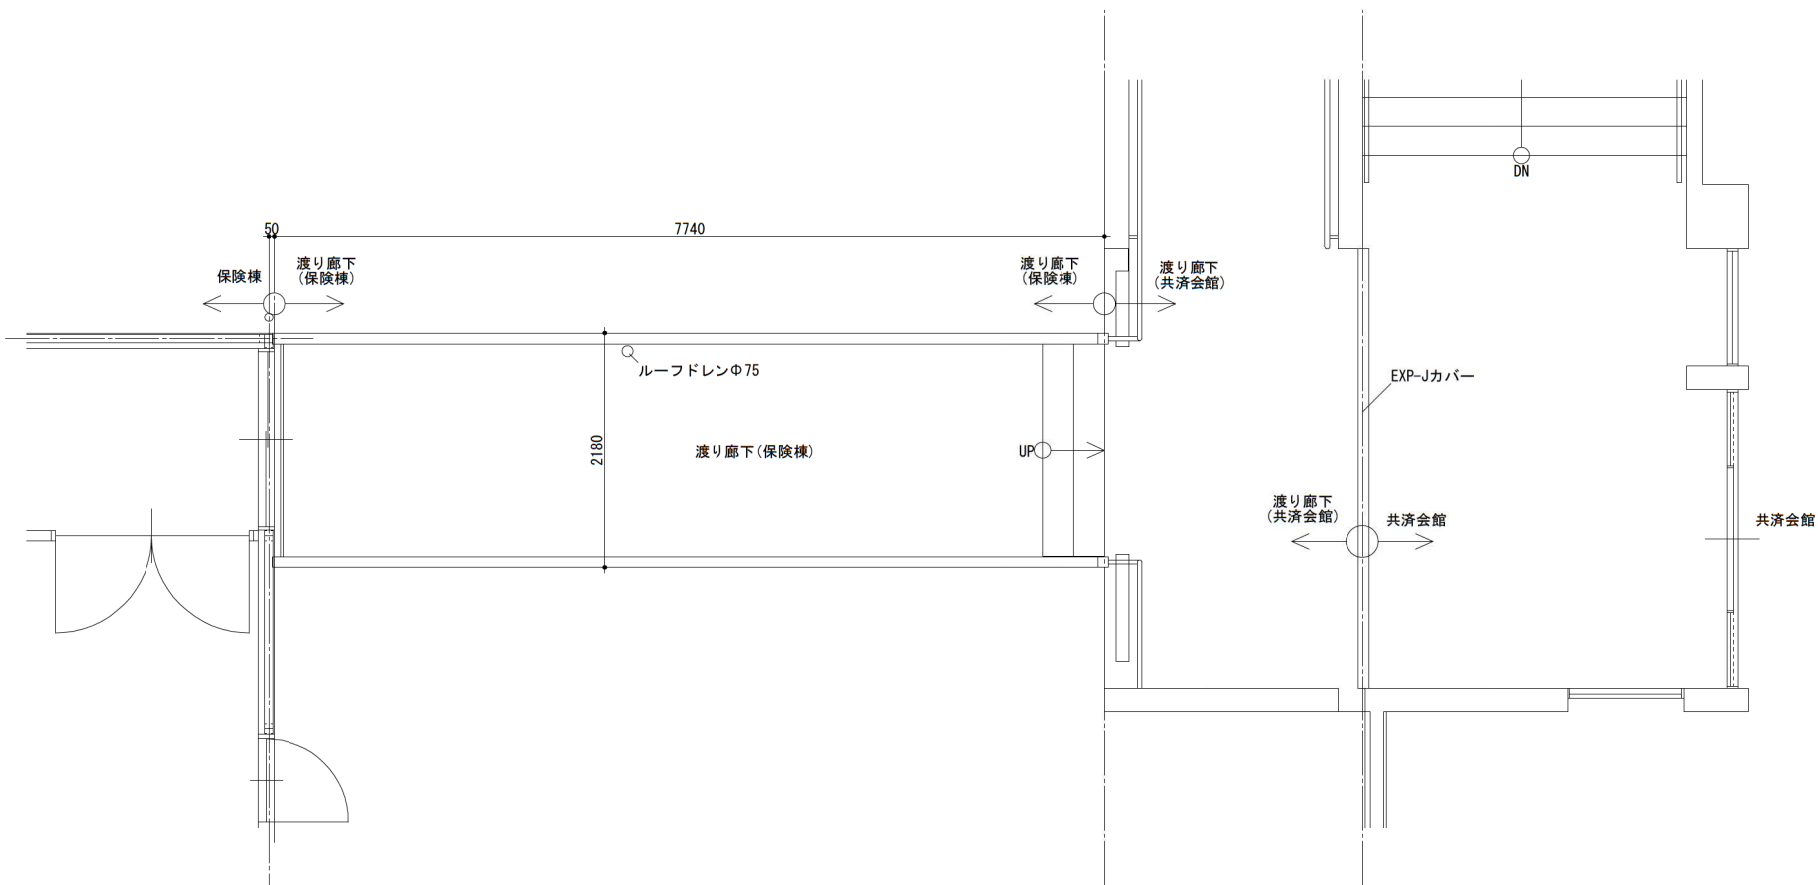 DN
50
7740
保険棟
渡り廊下
(保険棟)
渡り廊下
(保険棟)
渡り廊下
(共済会館)
ルーフドレンΦ75
EXP-Jカバー
2180
渡り廊下(保険棟)
UP
渡り廊下
(共済会館)
共済会館
共済会館